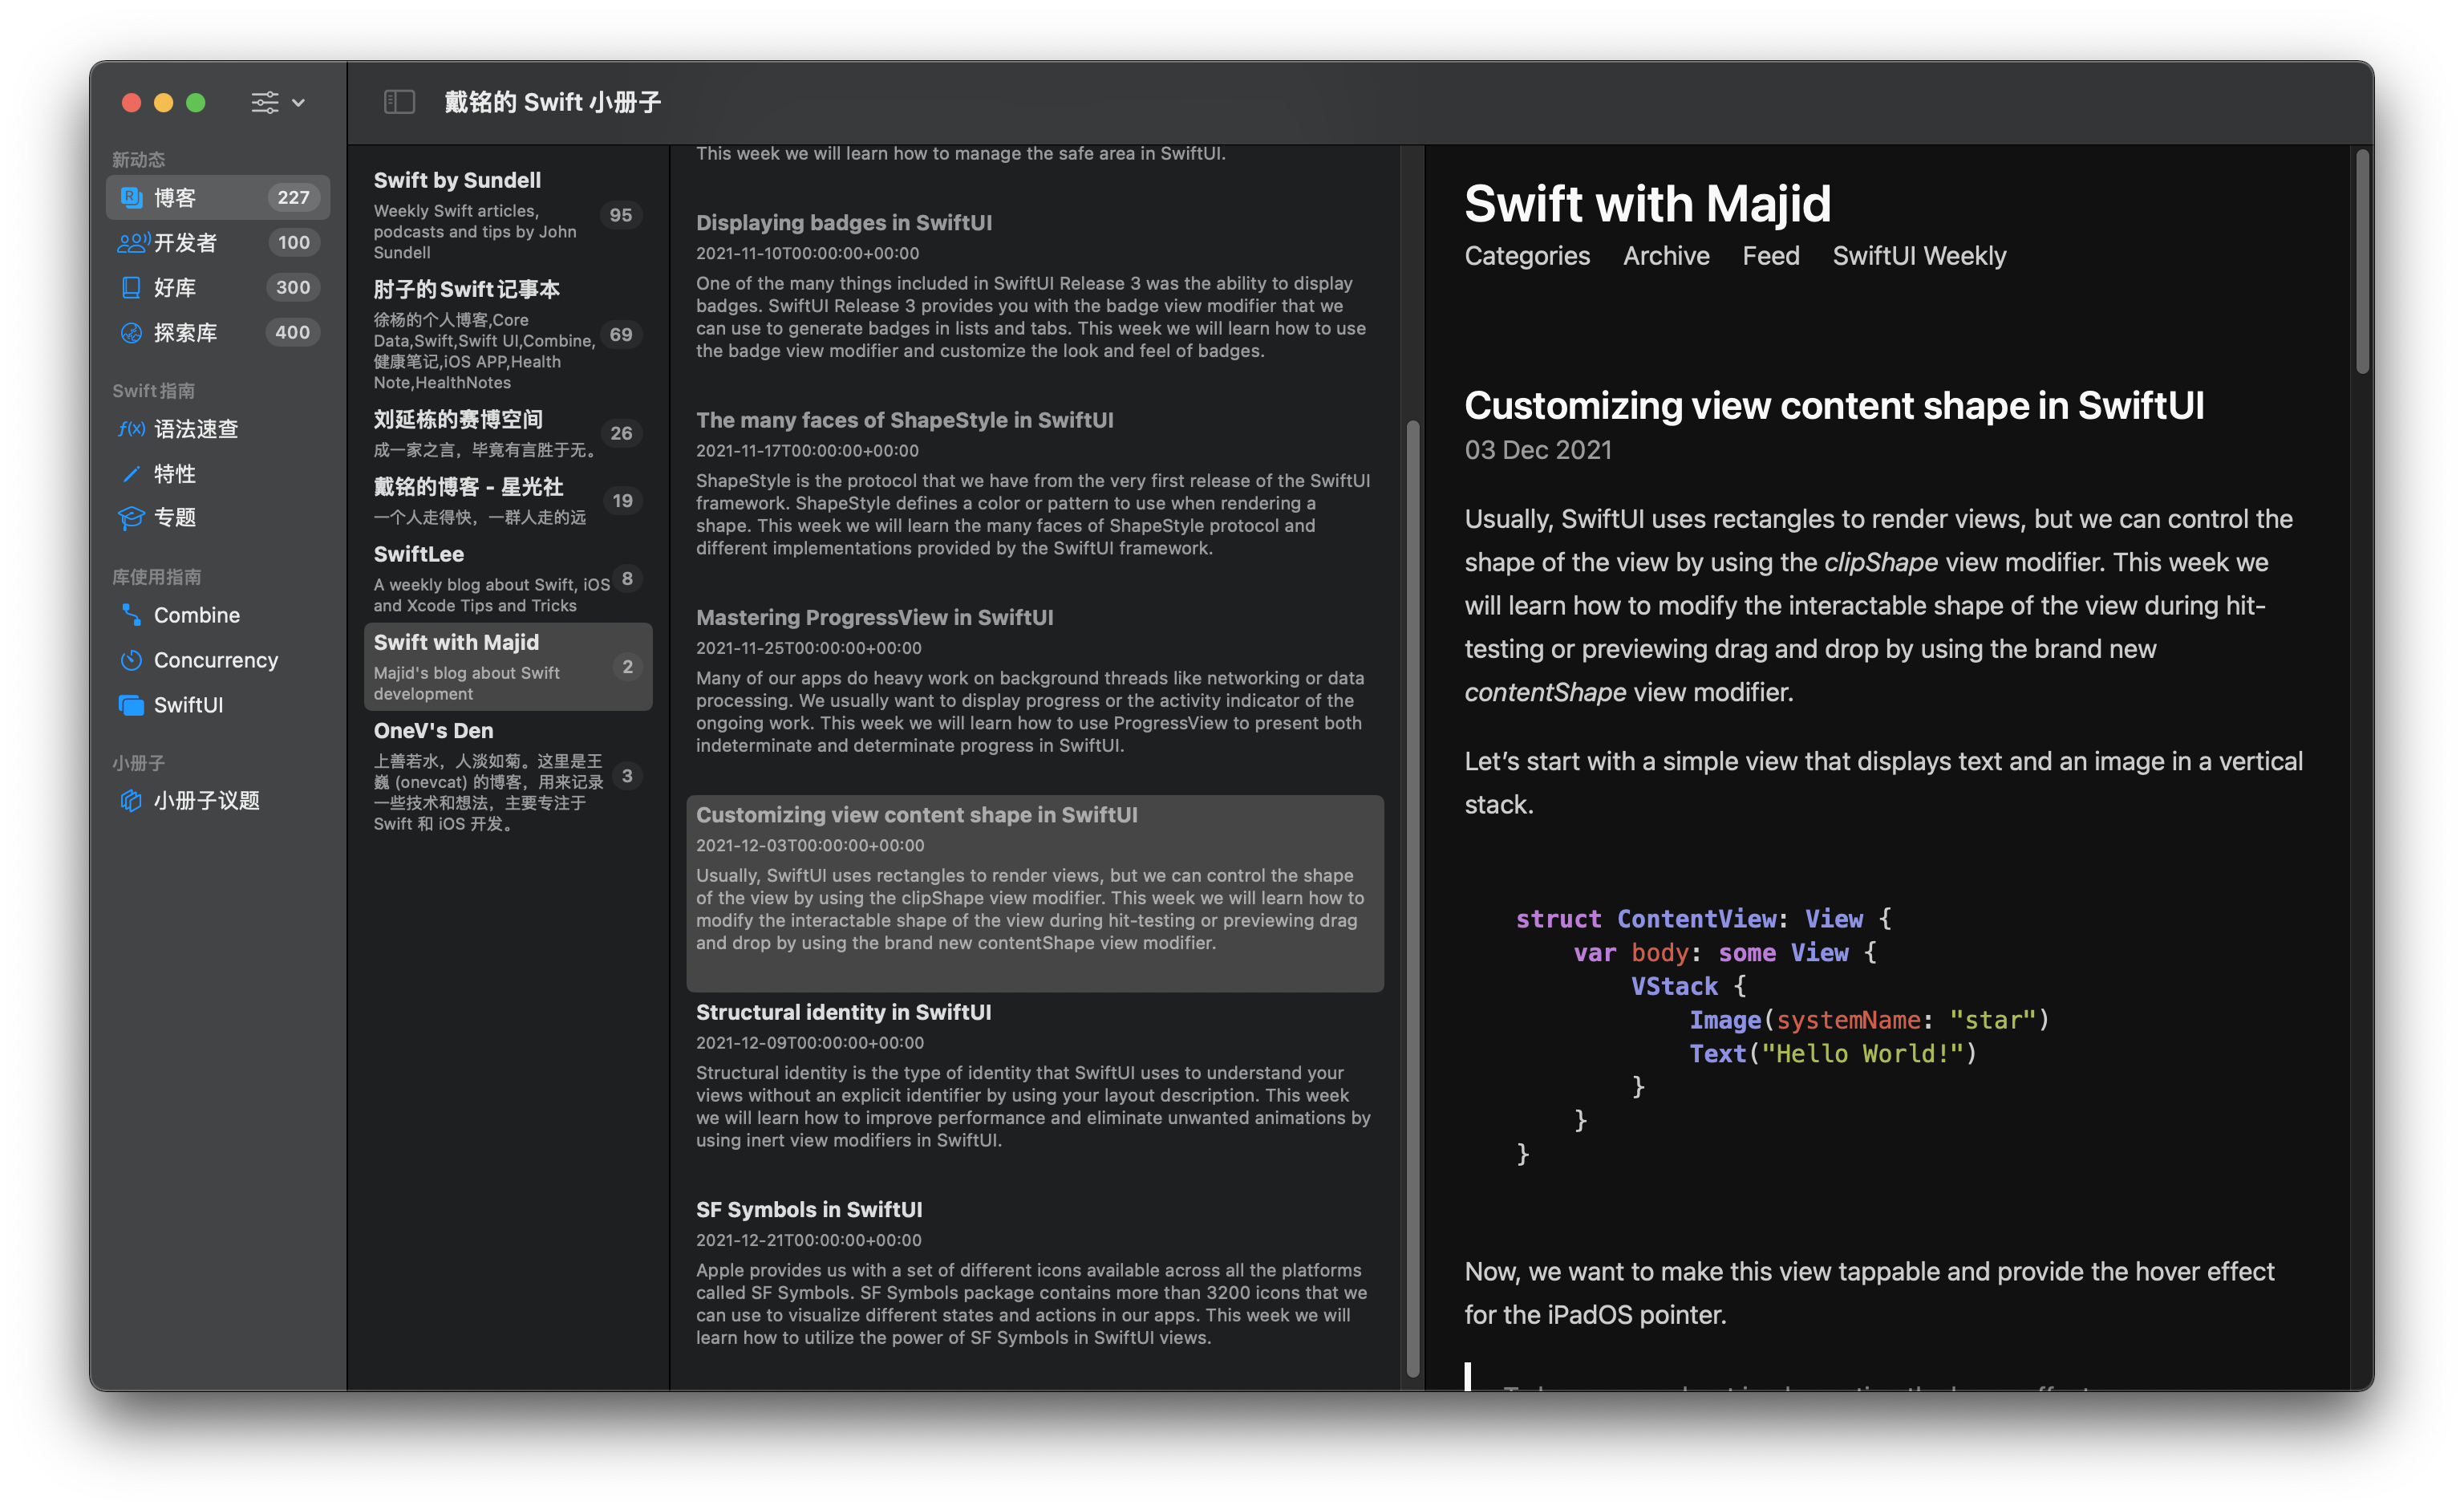 戴铭的 Swift 小册子
新动态
博客 227
开发者 100
好库 300
探索库 400
Swift指南
语法速查
特性
专题
库使用指南
Combine
Concurrency
SwiftUI
小册子
小册子议题
Swift by Sundell
Weekly Swift articles,
podcasts and tips by John
Sundell
95
肘子的Swift记事本
徐杨的个人博客,Core
Data,Swift,Swift UI,Combine,
健康笔记,iOS APP,Health
Note,HealthNotes
69
刘延栋的赛博空间
成一家之言，毕竟有言胜于无。
26
戴铭的博客 - 星光社
一个人走得快，一群人走的远
19
SwiftLee
A weekly blog about Swift, iOS
and Xcode Tips and Tricks
8
Swift with Majid
Majid's blog about Swift
development
2
OneV's Den
上善若水，人淡如菊。这里是王
巍 (onevcat) 的博客，用来记录
一些技术和想法，主要专注于
Swift 和 iOS 开发。
3
This week we will learn how to manage the safe area in SwiftUI.
Displaying badges in SwiftUI
2021-11-10T00:00:00+00:00
One of the many things included in SwiftUI Release 3 was the ability to display
badges. SwiftUI Release 3 provides you with the badge view modifier that we
can use to generate badges in lists and tabs. This week we will learn how to use
the badge view modifier and customize the look and feel of badges.
The many faces of ShapeStyle in SwiftUI
2021-11-17T00:00:00+00:00
ShapeStyle is the protocol that we have from the very first release of the SwiftUI
framework. ShapeStyle defines a color or pattern to use when rendering a
shape. This week we will learn the many faces of ShapeStyle protocol and
different implementations provided by the SwiftUI framework.
Mastering ProgressView in SwiftUI
2021-11-25T00:00:00+00:00
Many of our apps do heavy work on background threads like networking or data
processing. We usually want to display progress or the activity indicator of the
ongoing work. This week we will learn how to use ProgressView to present both
indeterminate and determinate progress in SwiftUI.
Customizing view content shape in SwiftUI
2021-12-03T00:00:00+00:00
Usually, SwiftUI uses rectangles to render views, but we can control the shape
of the view by using the clipShape view modifier. This week we will learn how to
modify the interactable shape of the view during hit-testing or previewing drag
and drop by using the brand new contentShape view modifier.
Structural identity in SwiftUI
2021-12-09T00:00:00+00:00
Structural identity is the type of identity that SwiftUI uses to understand your
views without an explicit identifier by using your layout description. This week
we will learn how to improve performance and eliminate unwanted animations by
using inert view modifiers in SwiftUI.
SF Symbols in SwiftUI
2021-12-21T00:00:00+00:00
Apple provides us with a set of different icons available across all the platforms
called SF Symbols. SF Symbols package contains more than 3200 icons that we
can use to visualize different states and actions in our apps. This week we will
learn how to utilize the power of SF Symbols in SwiftUI views.
Swift with Majid
Categories Archive Feed SwiftUI Weekly
Customizing view content shape in SwiftUI
03 Dec 2021
Usually, SwiftUI uses rectangles to render views, but we can control the
shape of the view by using the clipShape view modifier. This week we
will learn how to modify the interactable shape of the view during hit-
testing or previewing drag and drop by using the brand new
contentShape view modifier.
Let’s start with a simple view that displays text and an image in a vertical
stack.
struct ContentView: View {
var body: some View {
VStack {
Image(systemName: "star")
Text("Hello World!")
}
}
}
Now, we want to make this view tappable and provide the hover effect
for the iPadOS pointer.